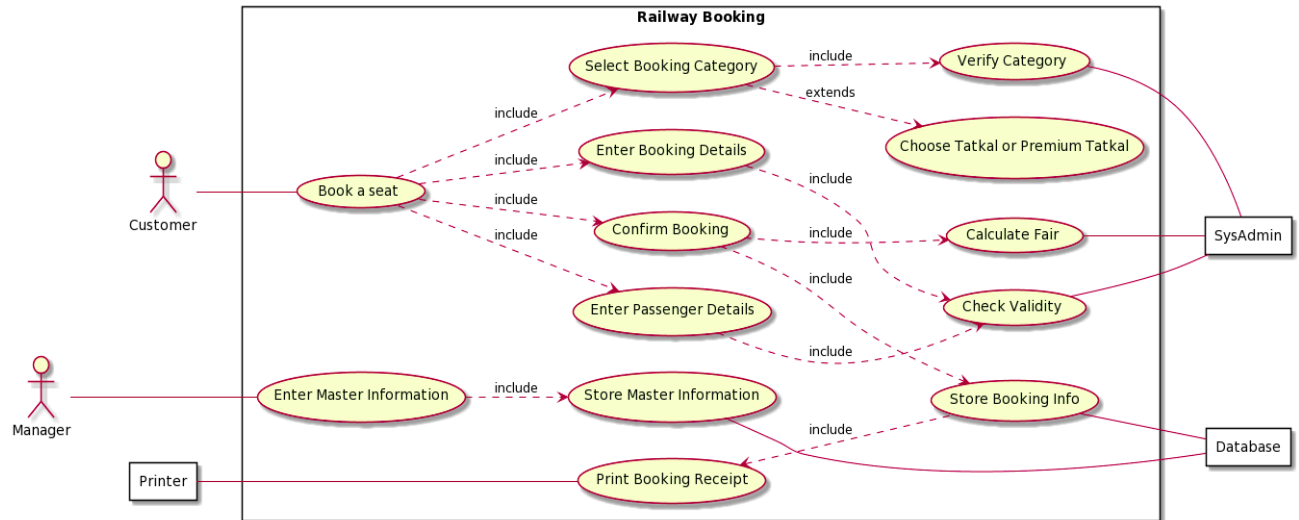 Railway Booking
Select Booking Category
include
Verify Category
extends
Choose Tatkal or Premium Tatkal
include
Enter Booking Details
include
include
Customer
Book a seat
include
Confirm Booking
include
Calculate Fair
SysAdmin
include
include
Enter Passenger Details
Check Validity
include
Manager
Enter Master Information
include
Store Master Information
Store Booking Info
include
Database
Printer
Print Booking Receipt